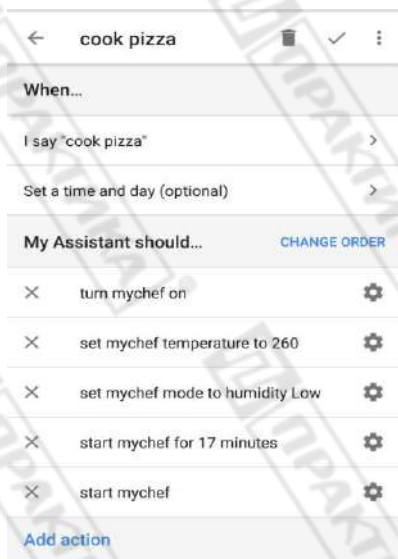 cook pizza
When...
I say "cook pizza"
Set a time and day (optional)
My Assistant should... CHANGE ORDER
turn mychef on
set mychef temperature to 260
set mychef mode to humidity Low
start mychef for 17 minutes
start mychef
Add action
ПРАКТИКА
ПРАКТИКА